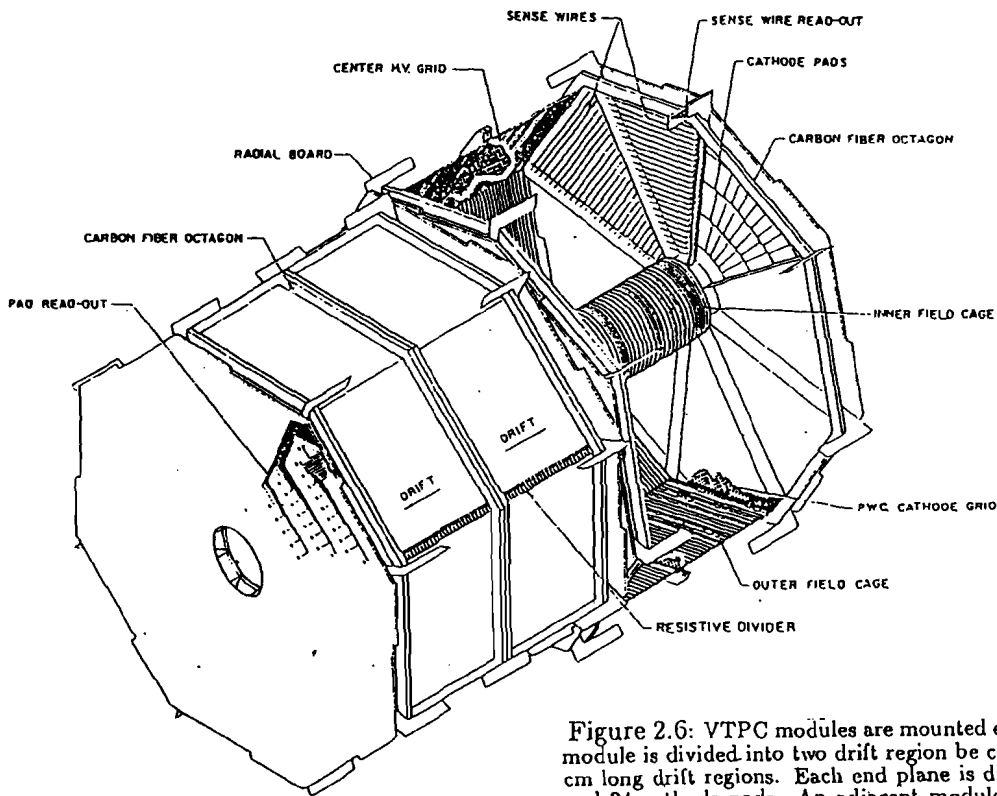 SENSE WIRES
SENSE WIRE READ-OUT
CENTER H.V. GRID
CATHODE PADS
RADIAL BOARD
CARBON FIBER OCTAGON
CARBON FIBER OCTAGON
PAD READ-OUT
INNER FIELD CAGE
DRIFT
DRIFT
PWC CATHODE GRID
OUTER FIELD CAGE
RESISTIVE DIVIDER
Figure 2.6: VTPC modules are mounted e
module is divided into two drift region be c
cm long drift regions. Each end plane is d